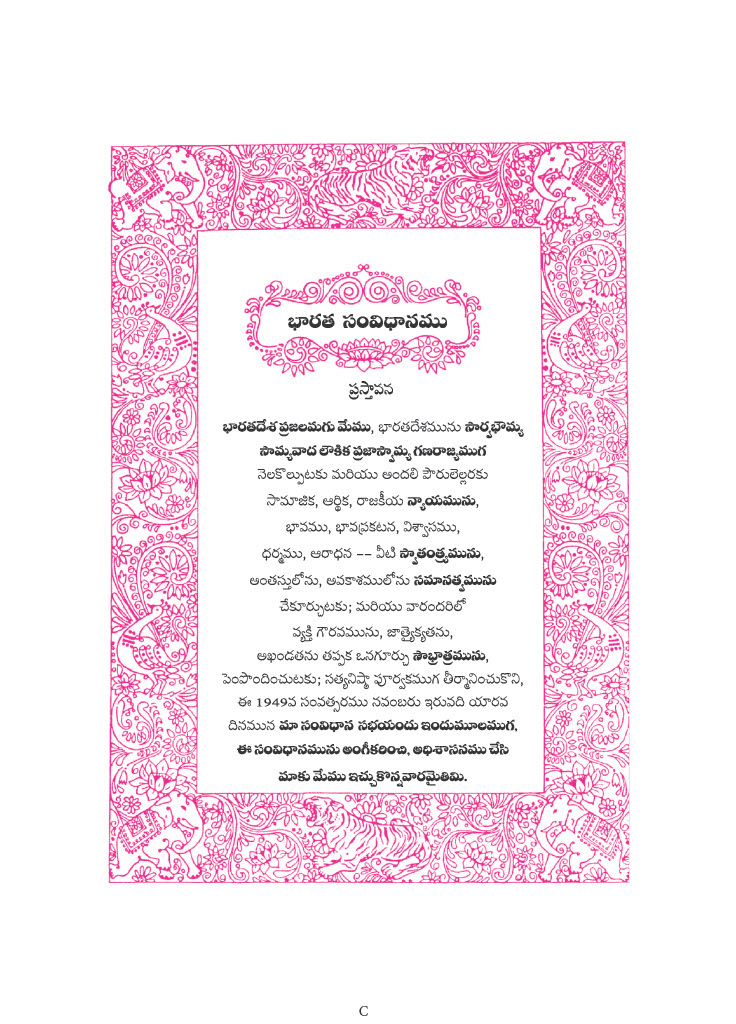 భారత సంవిధానము
ప్రస్తావన
భారతదేశ ప్రజలమగు మేము, భారతదేశమును సార్వభౌమ్య
సామ్యవాద లౌకిక ప్రజాస్వామ్య గణరాజ్యముగ
నెలకొల్పుటకు మరియు అందలి పౌరులెల్లరకు
సామాజిక, ఆర్థిక, రాజకీయ న్యాయమును,
భావము, భావప్రకటన, విశ్వాసము,
ధర్మము, ఆరాధన –– వీటి స్వాతంత్ర్యమును,
అంతస్తులోను, అవకాశములోను సమానత్వమును
చేకూర్చుటకు; మరియు వారందరిలో
వ్యక్తి గౌరవమును, జాత్యైక్యతను,
అఖండతను తప్పక ఒనగూర్చు సౌభ్రాత్రమును,
పెంపొందించుటకు; సత్యనిష్ఠా పూర్వకముగ తీర్మానించుకొని,
ఈ 1949వ సంవత్సరము నవంబరు ఇరువది యారవ
దినమున మా సంవిధాన సభయందు ఇందుమూలముగ,
ఈ సంవిధానమును అంగీకరించి, అధిశాసనము చేసి
మాకు మేము ఇచ్చుకొన్నవారమైతిమి.
C